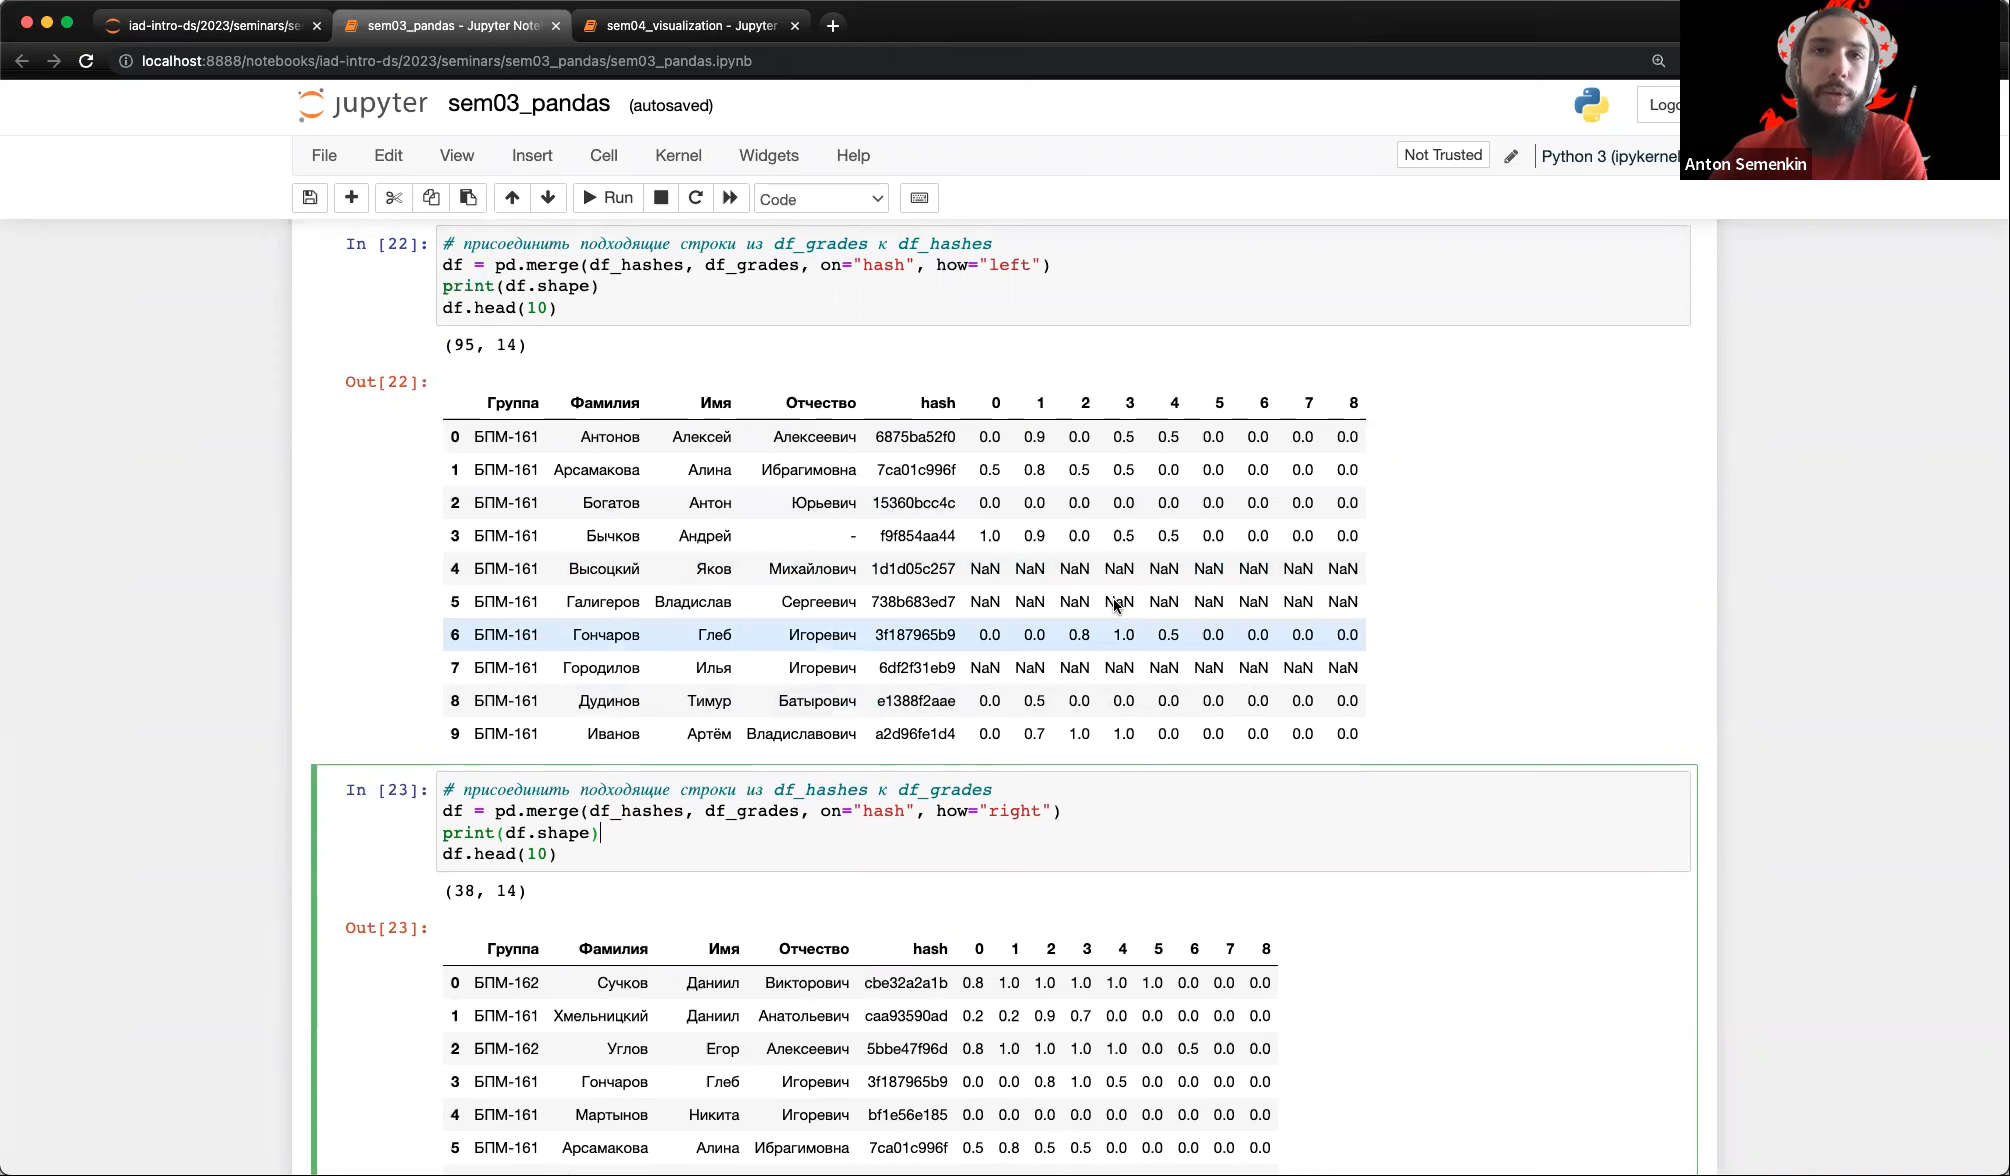 iad-intro-ds/2023/seminars/se
sem03_pandas - Jupyter Note
sem04_visualization - Jupyter
localhost:8888/notebooks/iad-intro-ds/2023/seminars/sem03_pandas/sem03_pandas.ipynb
jupyter sem03_pandas (autosaved)
Logo
File Edit View Insert Cell Kernel Widgets Help
Not Trusted
Python 3 (ipykernel
Anton Semenkin
Run
Code
In [22]: # присоединить подходящие строки из df_grades к df_hashes
df = pd.merge(df_hashes, df_grades, on="hash", how="left")
print(df.shape)
df.head(10)
(95, 14)
Out[22]:
Группа Фамилия Имя Отчество hash 0 1 2 3 4 5 6 7 8
0 БПМ-161 Антонов Алексей Алексеевич 6875ba52f0 0.0 0.9 0.0 0.5 0.5 0.0 0.0 0.0 0.0
1 БПМ-161 Арсамакова Алина Ибрагимовна 7ca01c996f 0.5 0.8 0.5 0.5 0.0 0.0 0.0 0.0 0.0
2 БПМ-161 Богатов Антон Юрьевич 15360bcc4c 0.0 0.0 0.0 0.0 0.0 0.0 0.0 0.0 0.0
3 БПМ-161 Бычков Андрей - f9f854aa44 1.0 0.9 0.0 0.5 0.5 0.0 0.0 0.0 0.0
4 БПМ-161 Высоцкий Яков Михайлович 1d1d05c257 NaN NaN NaN NaN NaN NaN NaN NaN NaN
5 БПМ-161 Галигеров Владислав Сергеевич 738b683ed7 NaN NaN NaN NaN NaN NaN NaN NaN NaN
6 БПМ-161 Гончаров Глеб Игоревич 3f187965b9 0.0 0.0 0.8 1.0 0.5 0.0 0.0 0.0 0.0
7 БПМ-161 Городилов Илья Игоревич 6df2f31eb9 NaN NaN NaN NaN NaN NaN NaN NaN NaN
8 БПМ-161 Дудинов Тимур Батырович e1388f2aae 0.0 0.5 0.0 0.0 0.0 0.0 0.0 0.0 0.0
9 БПМ-161 Иванов Артём Владиславович a2d96fe1d4 0.0 0.7 1.0 1.0 0.0 0.0 0.0 0.0 0.0
In [23]: # присоединить подходящие строки из df_hashes к df_grades
df = pd.merge(df_hashes, df_grades, on="hash", how="right")
print(df.shape)
df.head(10)
(38, 14)
Out[23]:
Группа Фамилия Имя Отчество hash 0 1 2 3 4 5 6 7 8
0 БПМ-162 Сучков Даниил Викторович cbe32a2a1b 0.8 1.0 1.0 1.0 1.0 1.0 0.0 0.0 0.0
1 БПМ-161 Хмельницкий Даниил Анатольевич caa93590ad 0.2 0.2 0.9 0.7 0.0 0.0 0.0 0.0 0.0
2 БПМ-162 Углов Егор Алексеевич 5bbe47f96d 0.8 1.0 1.0 1.0 1.0 0.0 0.5 0.0 0.0
3 БПМ-161 Гончаров Глеб Игоревич 3f187965b9 0.0 0.0 0.8 1.0 0.5 0.0 0.0 0.0 0.0
4 БПМ-161 Мартынов Никита Игоревич bf1e56e185 0.0 0.0 0.0 0.0 0.0 0.0 0.0 0.0 0.0
5 БПМ-161 Арсамакова Алина Ибрагимовна 7ca01c996f 0.5 0.8 0.5 0.5 0.0 0.0 0.0 0.0 0.0